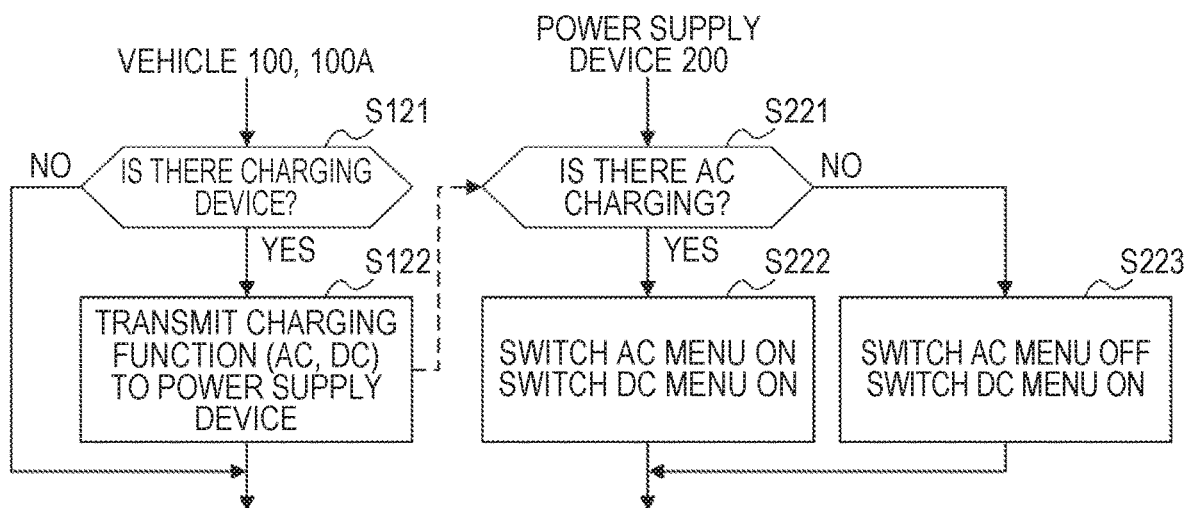 VEHICLE 100, 100A
S121
NO
IS THERE CHARGING
DEVICE?
YES
S122
TRANSMIT CHARGING
FUNCTION (AC, DC)
TO POWER SUPPLY
DEVICE
POWER SUPPLY
DEVICE 200
S221
IS THERE AC
CHARGING?
NO
YES
S222
SWITCH AC MENU ON
SWITCH DC MENU ON
S223
SWITCH AC MENU OFF
SWITCH DC MENU ON